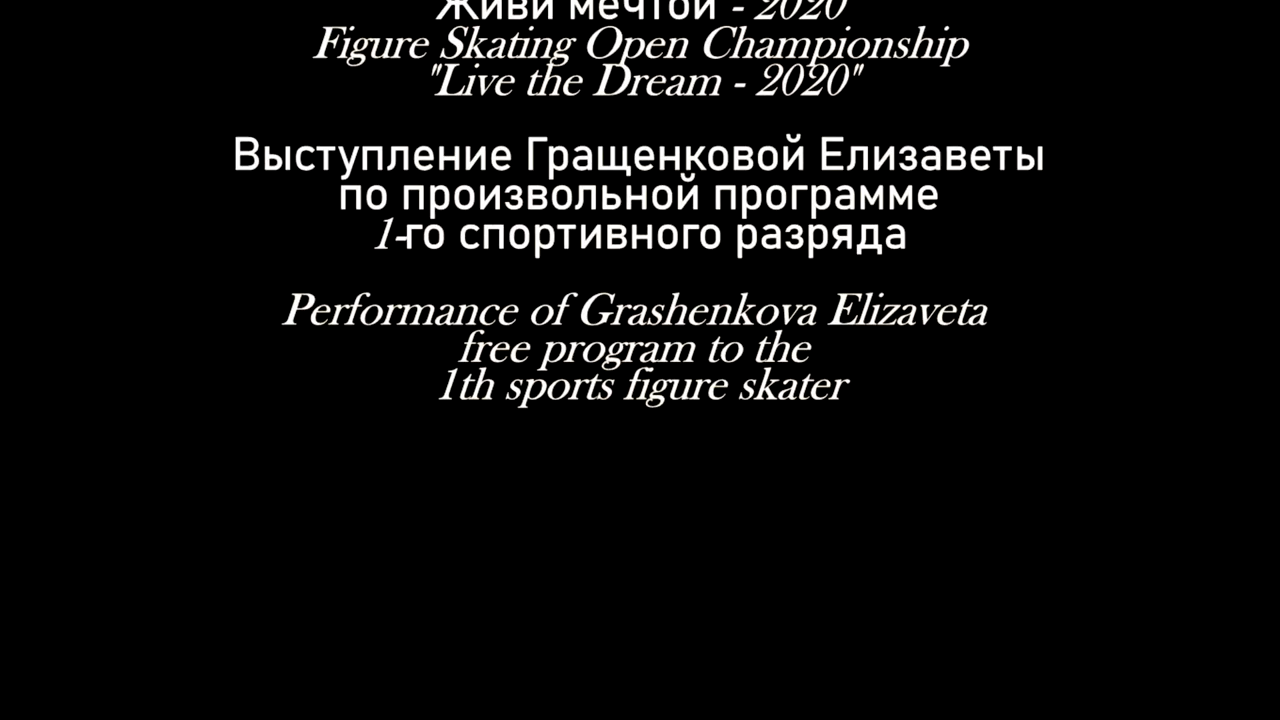 Живи мечтой - 2020
Figure Skating Open Championship
"Live the Dream - 2020"
Выступление Гращенковой Елизаветы
по произвольной программе
1-го спортивного разряда
Performance of Grashenkova Elizaveta
free program to the
1th sports figure skater